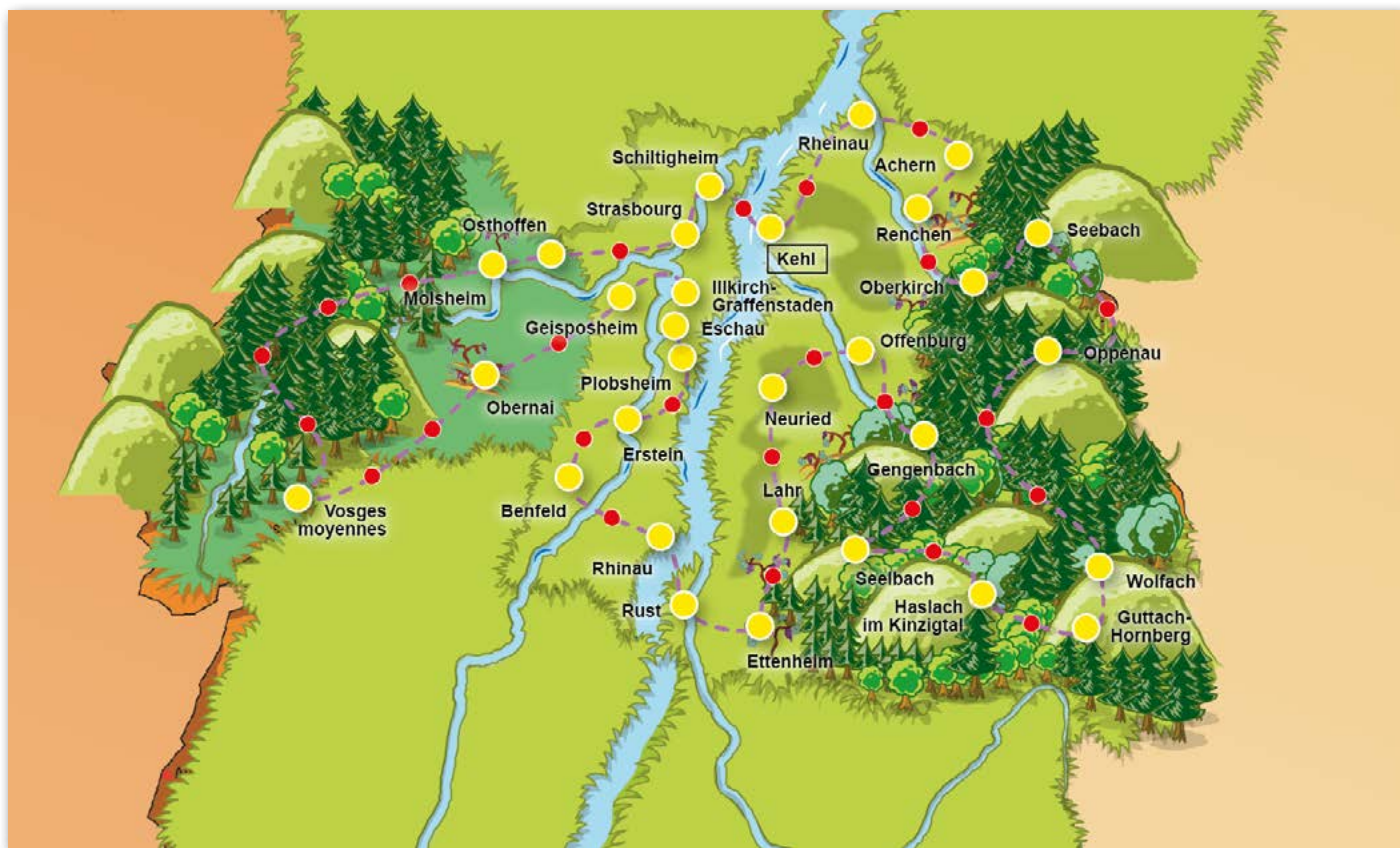 Rheinau
Achern
Schiltigheim
Strasbourg
Osthoffen
Renchen
Seebach
Kehl
Molsheim
Illkirch-
Graffenstaden
Oberkirch
Geisposheim
Eschau
Offenburg
Oppenau
Plobsheim
Obernai
Neuried
Erstein
Gengenbach
Lahr
Benfeld
Vosges
moyennes
Rhinau
Seelbach
Wolfach
Rust
Haslach
im Kinzigtal
Guttach-
Hornberg
Ettenheim